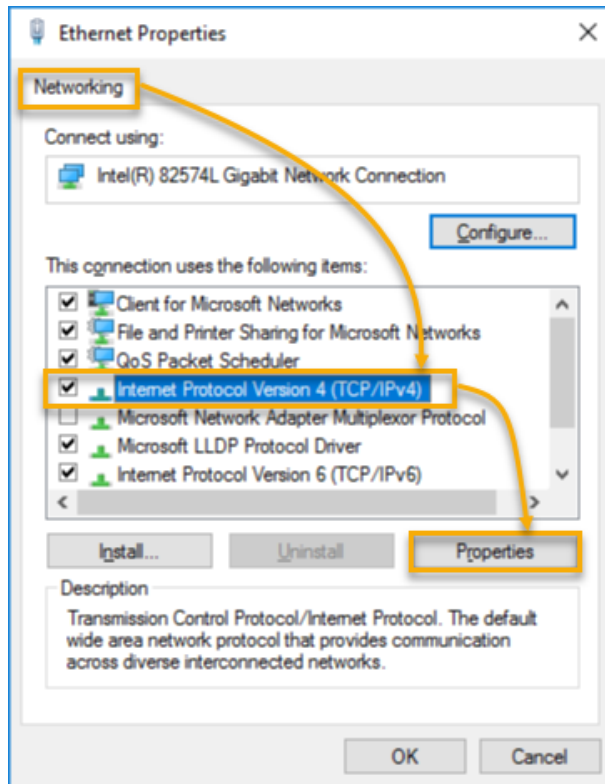 Ethernet Properties
Networking
Connect using:
Intel(R) 82574L Gigabit Network Connection
Configure...
This connection uses the following items:
Client for Microsoft Networks
File and Printer Sharing for Microsoft Networks
QoS Packet Scheduler
Internet Protocol Version 4 (TCP/IPv4)
Microsoft Network Adapter Multiplexor Protocol
Microsoft LLDP Protocol Driver
Internet Protocol Version 6 (TCP/IPv6)
Install... Uninstall Properties
Description
Transmission Control Protocol/Internet Protocol. The default
wide area network protocol that provides communication
across diverse interconnected networks.
OK Cancel